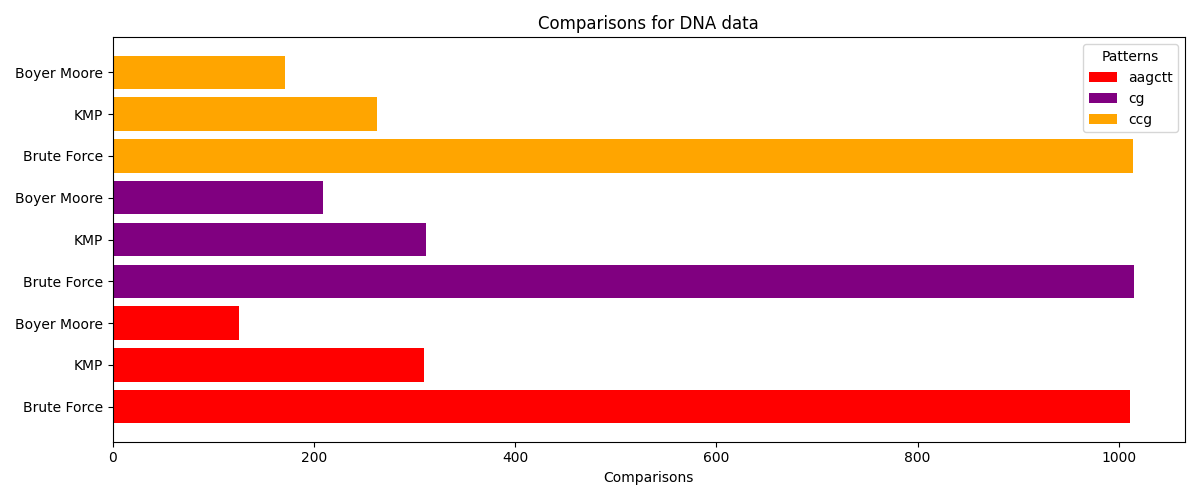 Comparisons for DNA data
Patterns
aagctt
cg
ccg
Boyer Moore
KMP
Brute Force
Boyer Moore
KMP
Brute Force
Boyer Moore
KMP
Brute Force
0 200 400 600 800 1000
Comparisons